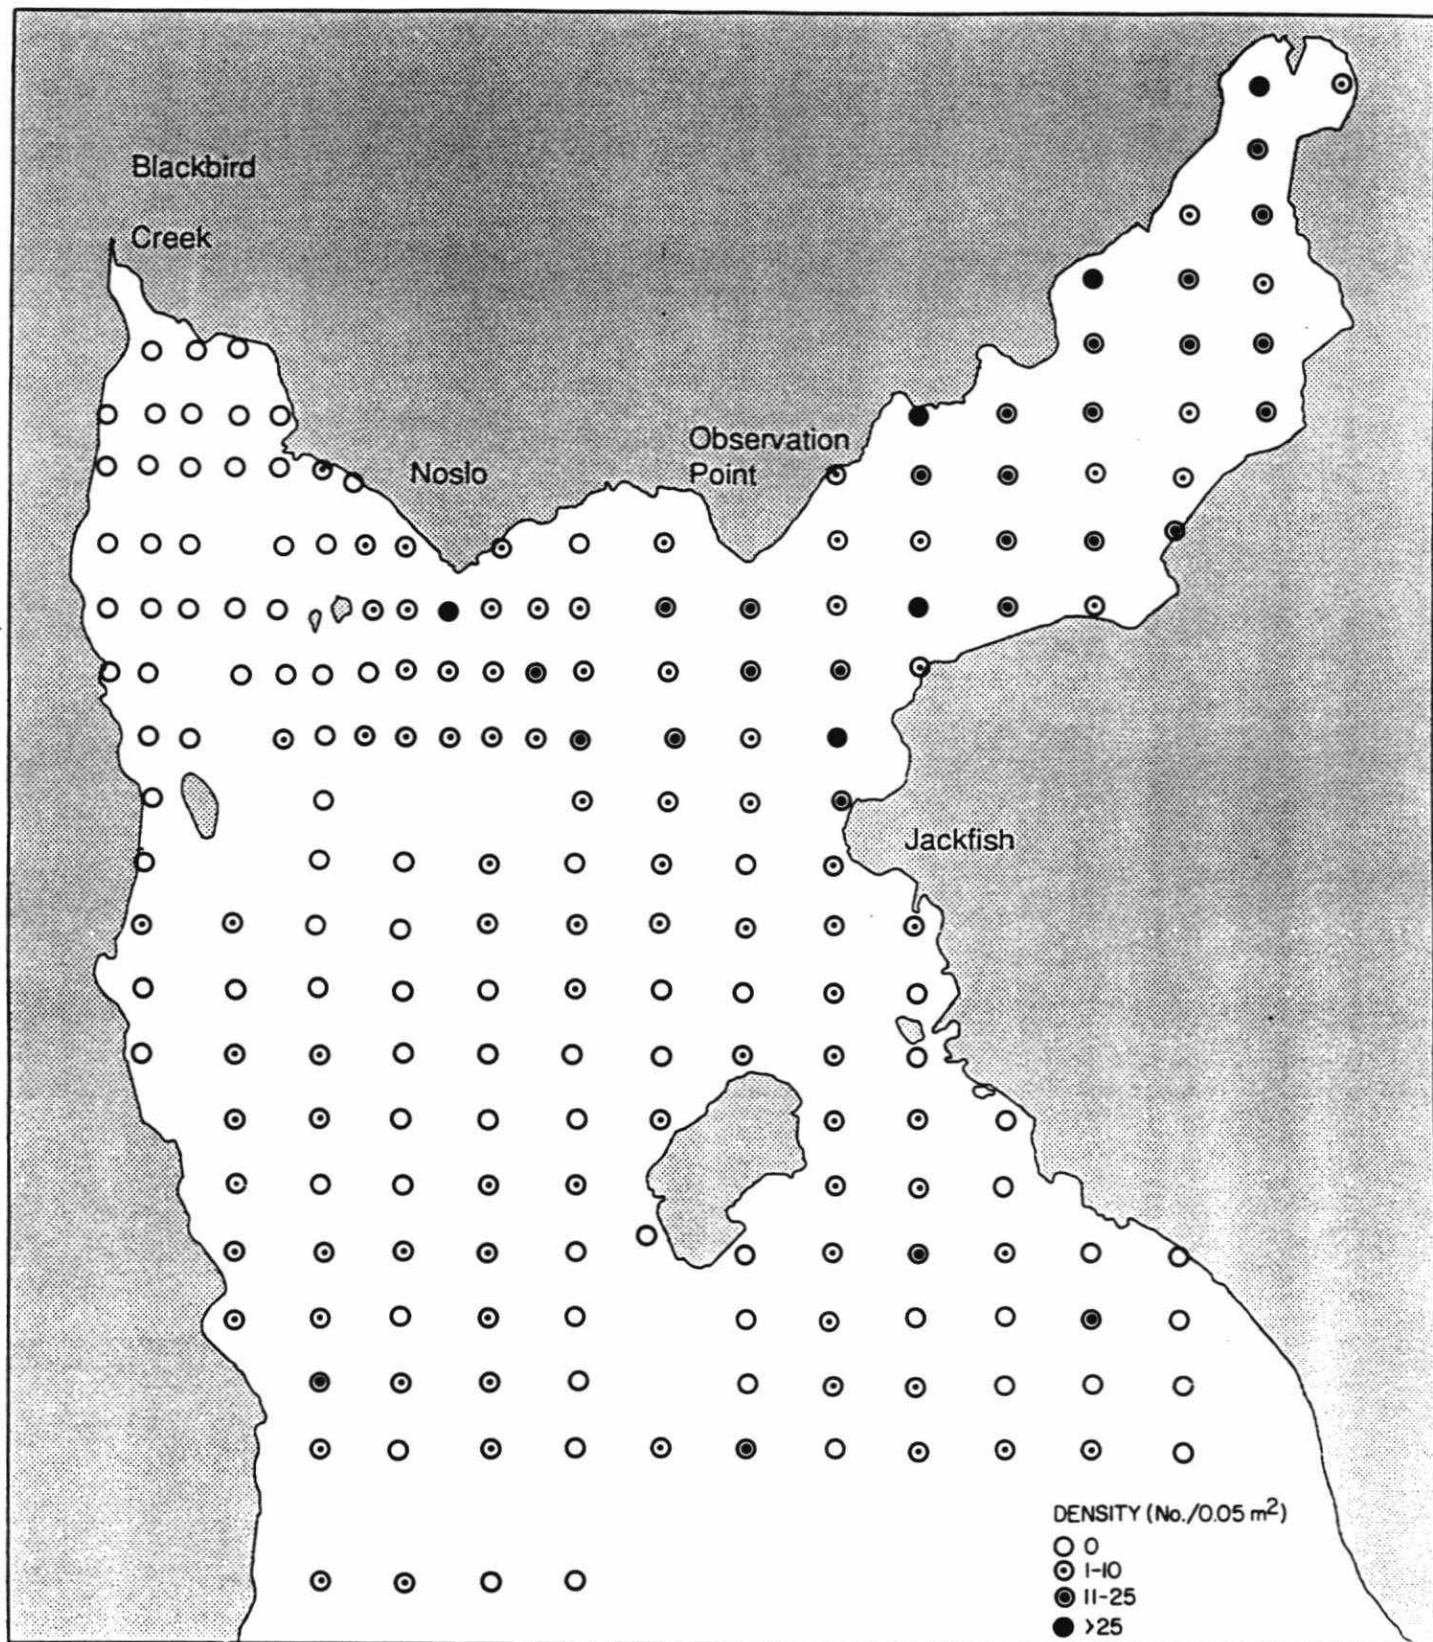 Blackbird
Creek
Noslo
Observation
Point
Jackfish
DENSITY (No./0.05 m²)
0
1-10
11-25
>25